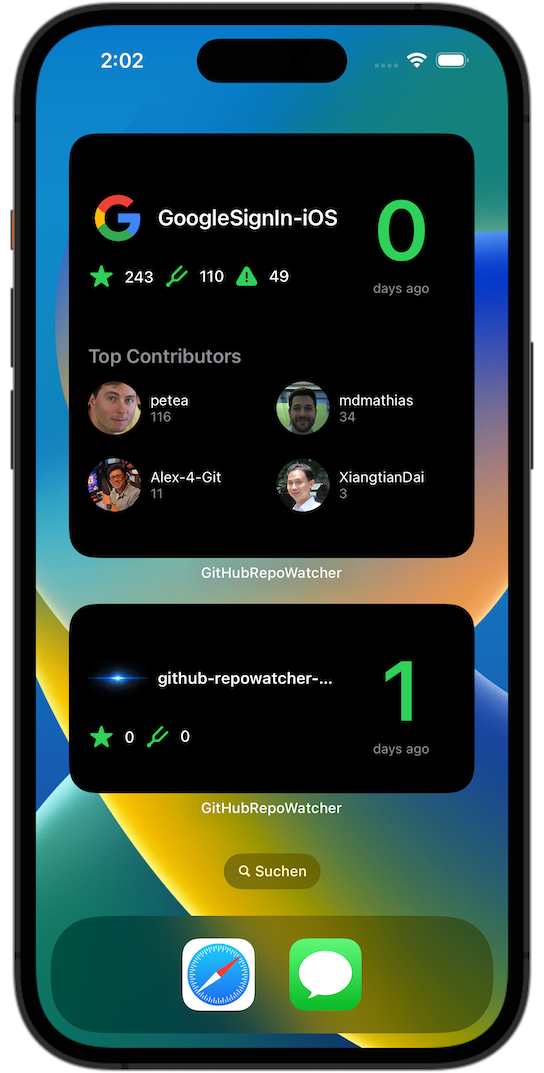 2:02
GoogleSignIn-iOS
0
243 110 49
days ago
Top Contributors
petea
116
mdmathias
34
Alex-4-Git
11
XiangtianDai
3
GitHubRepoWatcher
github-repowatcher-...
1
0 0
days ago
GitHubRepoWatcher
Suchen